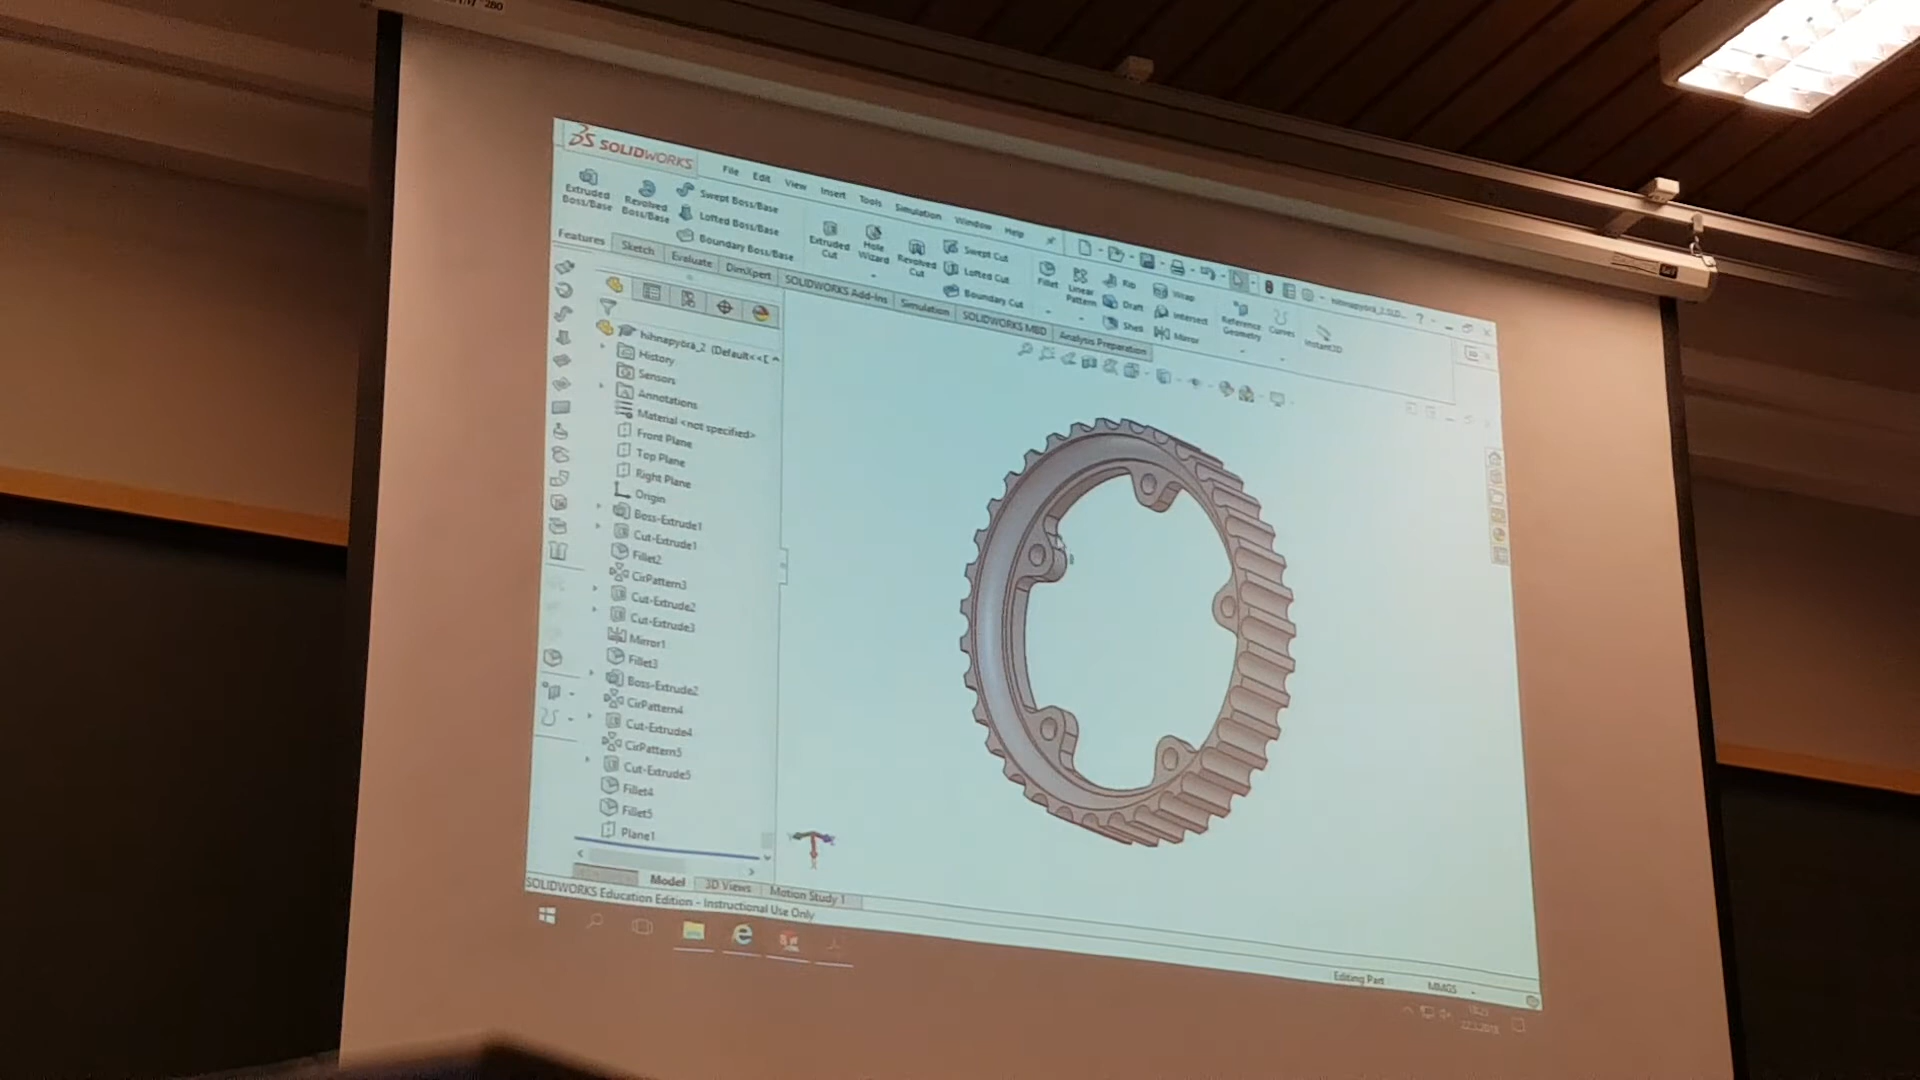 280
SOLIDWORKS
File Edit View Insert Tools Simulation Window Help
hihnapyörä_2.SLD... ?
Extruded Boss/Base
Revolved Boss/Base
Swept Boss/Base
Lofted Boss/Base
Boundary Boss/Base
Extruded Cut
Hole Wizard
Revolved Cut
Swept Cut
Lofted Cut
Boundary Cut
Fillet
Linear Pattern
Rib
Draft
Shell
Wrap
Intersect
Mirror
Reference Geometry
Curves
Instant3D
Features Sketch Evaluate DimXpert SOLIDWORKS Add-Ins Simulation SOLIDWORKS MBD Analysis Preparation
hihnapyörä_2 (Default<<D
History
Sensors
Annotations
Material <not specified>
Front Plane
Top Plane
Right Plane
Origin
Boss-Extrude1
Cut-Extrude1
Fillet2
CirPattern3
Cut-Extrude2
Cut-Extrude3
Mirror1
Fillet3
Boss-Extrude2
CirPattern4
Cut-Extrude4
CirPattern5
Cut-Extrude5
Fillet4
Fillet5
Plane1
Model 3D Views Motion Study 1
SOLIDWORKS Education Edition - Instructional Use Only
Editing Part MMGS